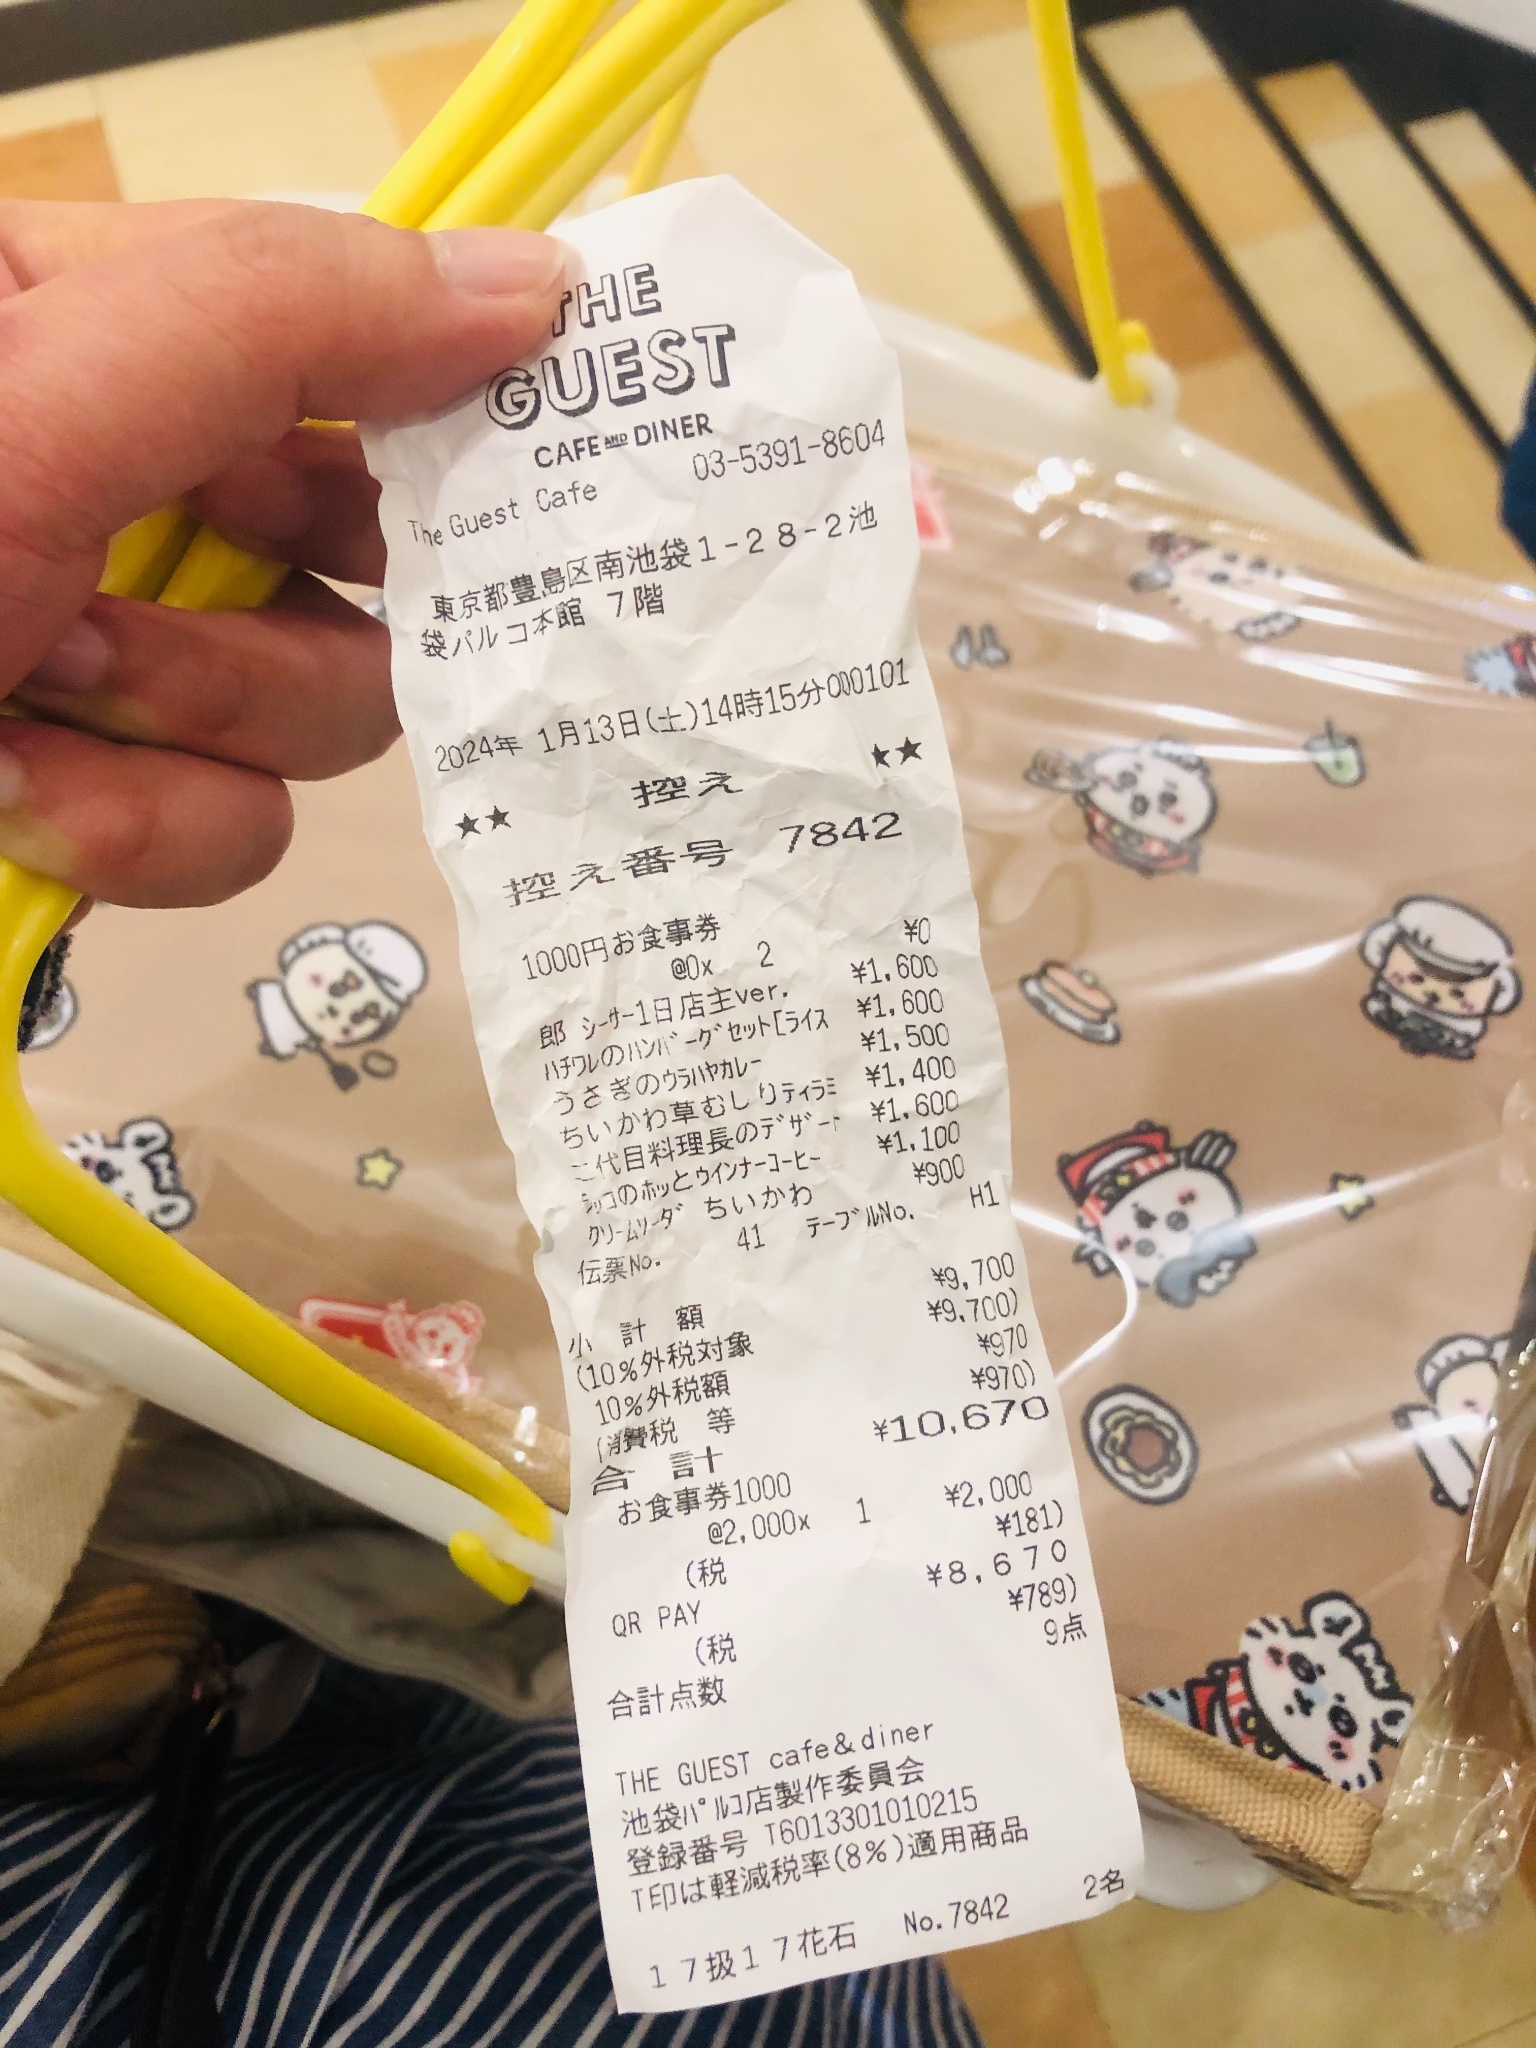 THE
GUEST
CAFE AND DINER
The Guest Cafe 03-5391-8604
東京都豊島区南池袋1-28-2池
袋パルコ本館 7階
2024年 1月13日(土)14時15分000101
★★ 控え ★★
控え番号 7842
1000円お食事券 ¥0
@0x 2
郎 シーサー1日店主ver. ¥1,600
ハチワレのハンバーグセット[ライス ¥1,600
うさぎのウラハヤカレー ¥1,500
ちいかわ草むしりティラミ ¥1,400
二代目料理長のデザート ¥1,600
シッコのホッとウインナーコーヒー ¥1,100
クリームソーダ ちいかわ ¥900
伝票No. 41 テーブルNo. H1
小 計 額 ¥9,700
(10%外税対象 ¥9,700)
10%外税額 ¥970
(消費税 等 ¥970)
合 計 ¥10,670
お食事券1000
@2,000x 1 ¥2,000
(税 ¥181)
QR PAY ¥8,670
(税 ¥789)
合計点数 9点
THE GUEST cafe&diner
池袋パルコ店製作委員会
登録番号 T6013301010215
T印は軽減税率(8%)適用商品
17扱17花石 No.7842 2名